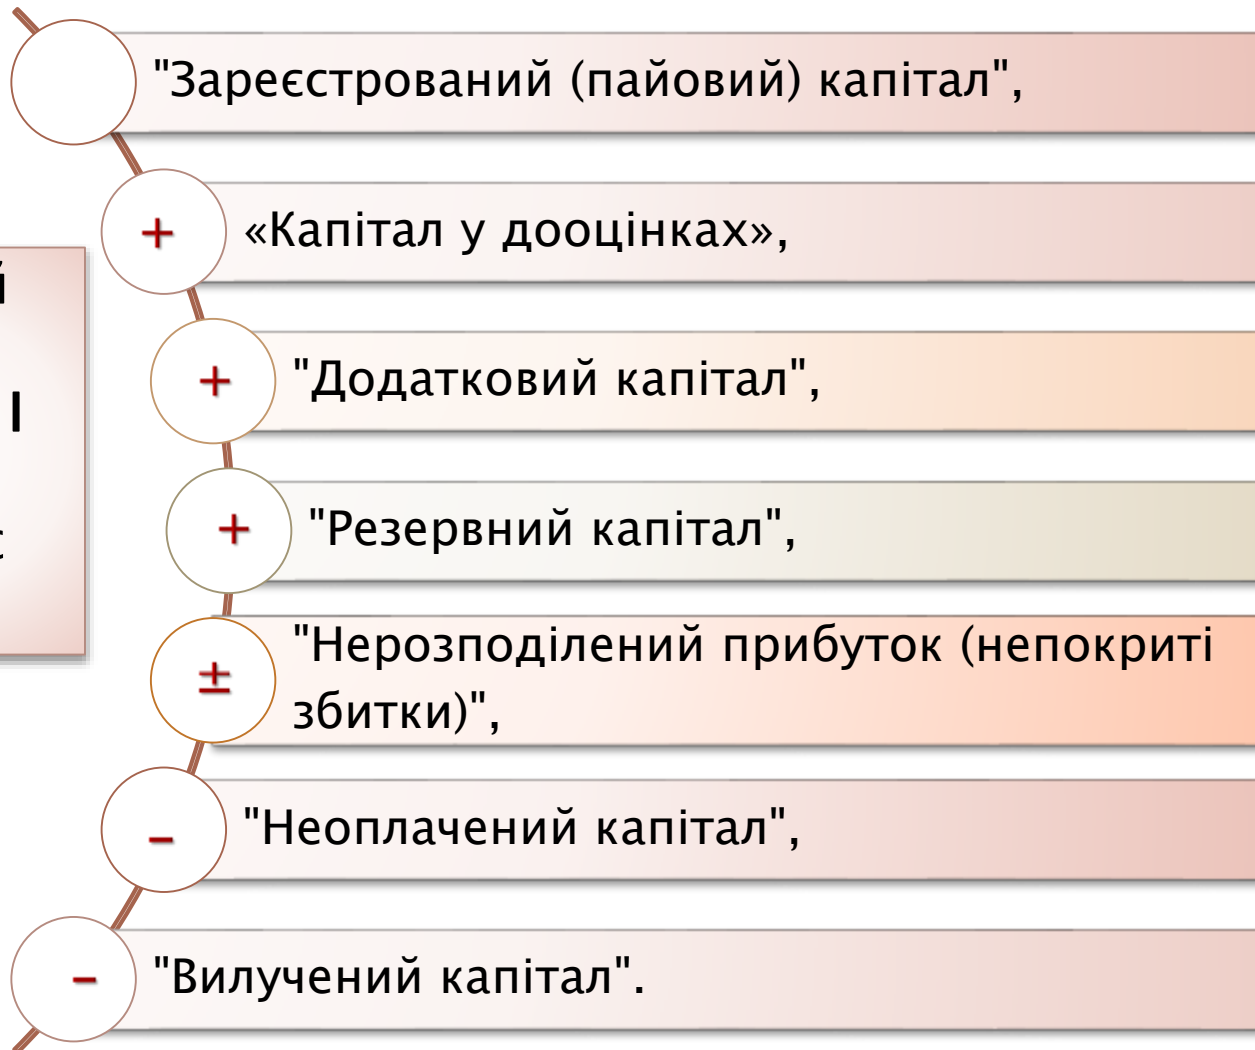 "Зареєстрований (пайовий) капітал",
+ «Капітал у дооцінках»,
+ "Додатковий капітал",
+ "Резервний капітал",
± "Нерозподілений прибуток (непокриті
збитки)",
– "Неоплачений капітал",
– "Вилучений капітал".